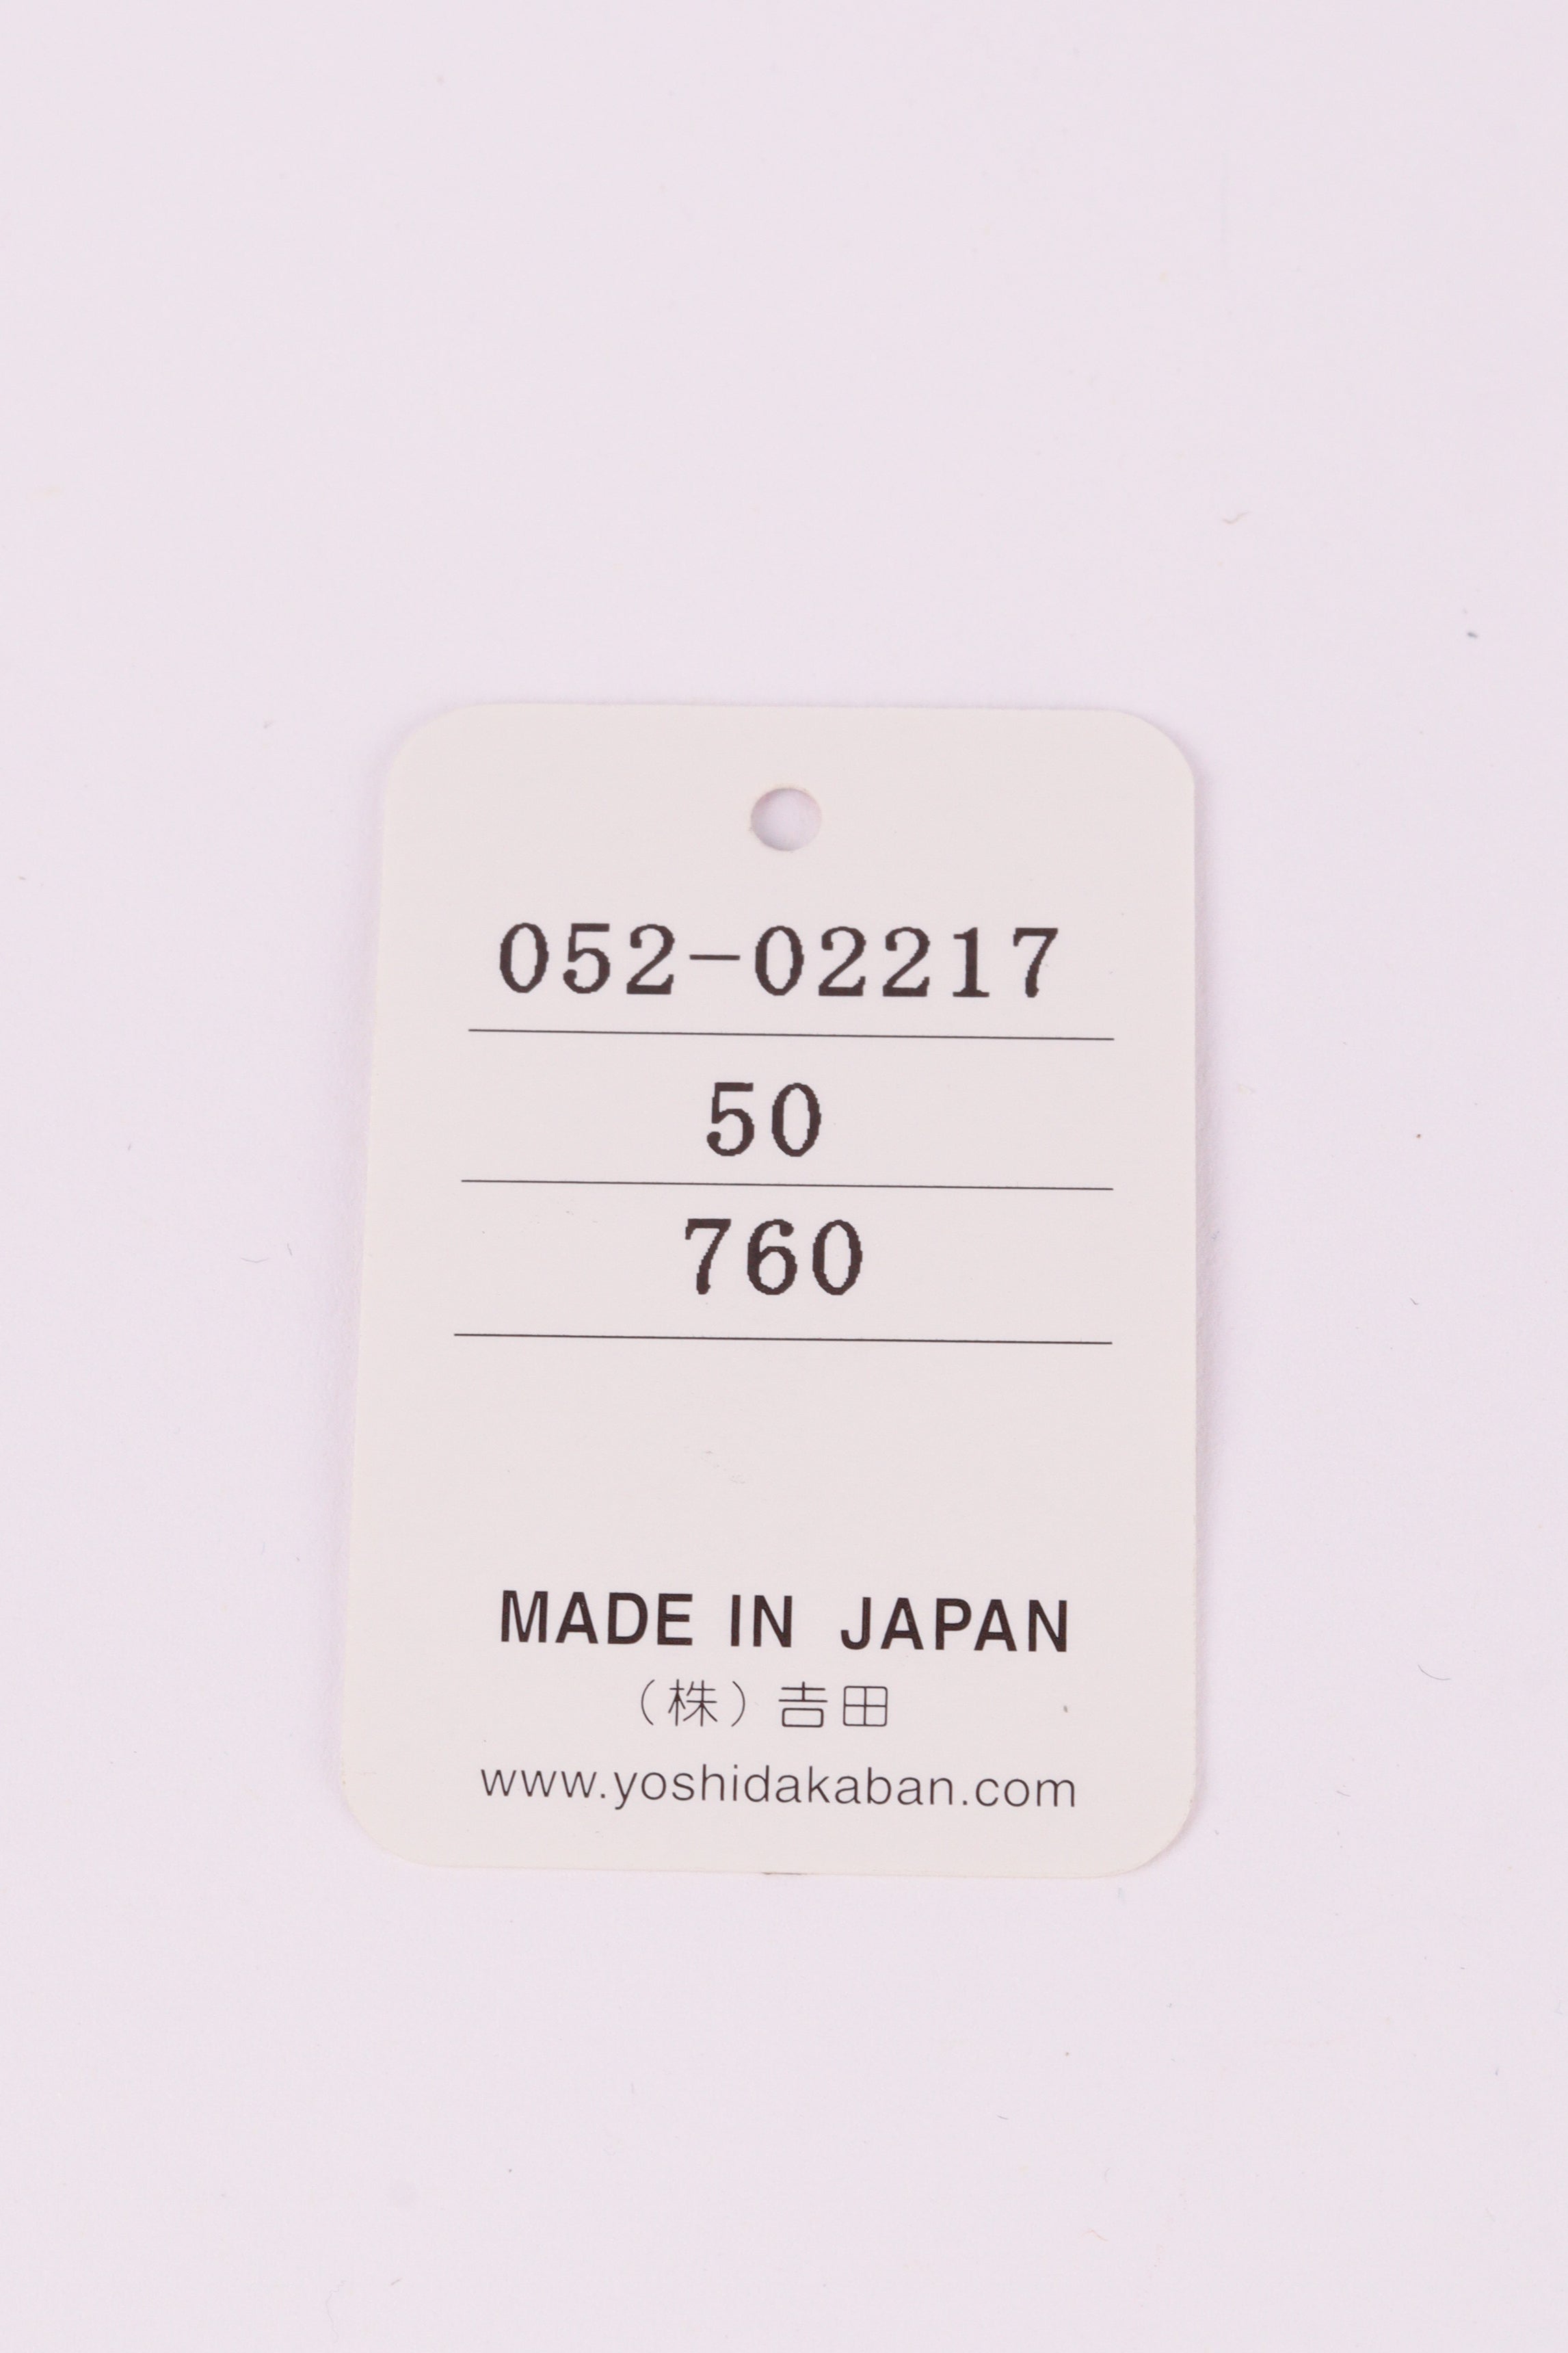 052-02217
50
760
MADE IN JAPAN
(株)吉田
www.yoshidakaban.com